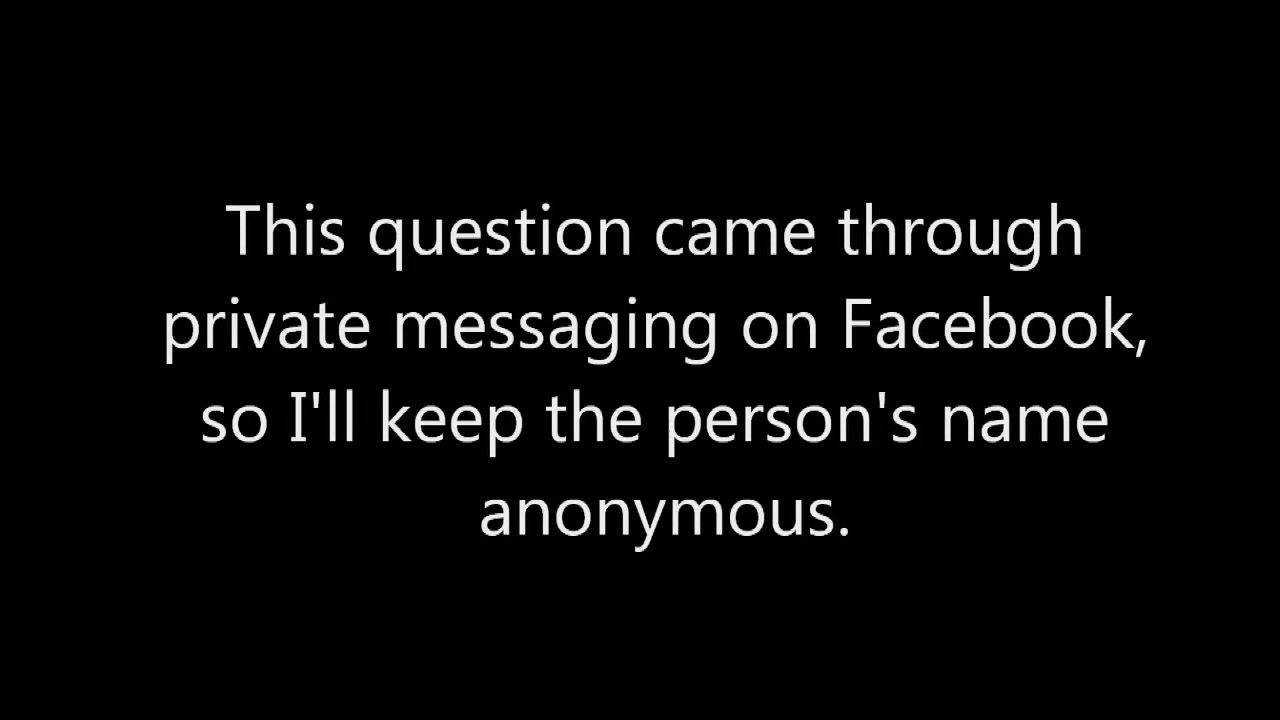 This question came through
private messaging on Facebook,
so I'll keep the person's name
anonymous.